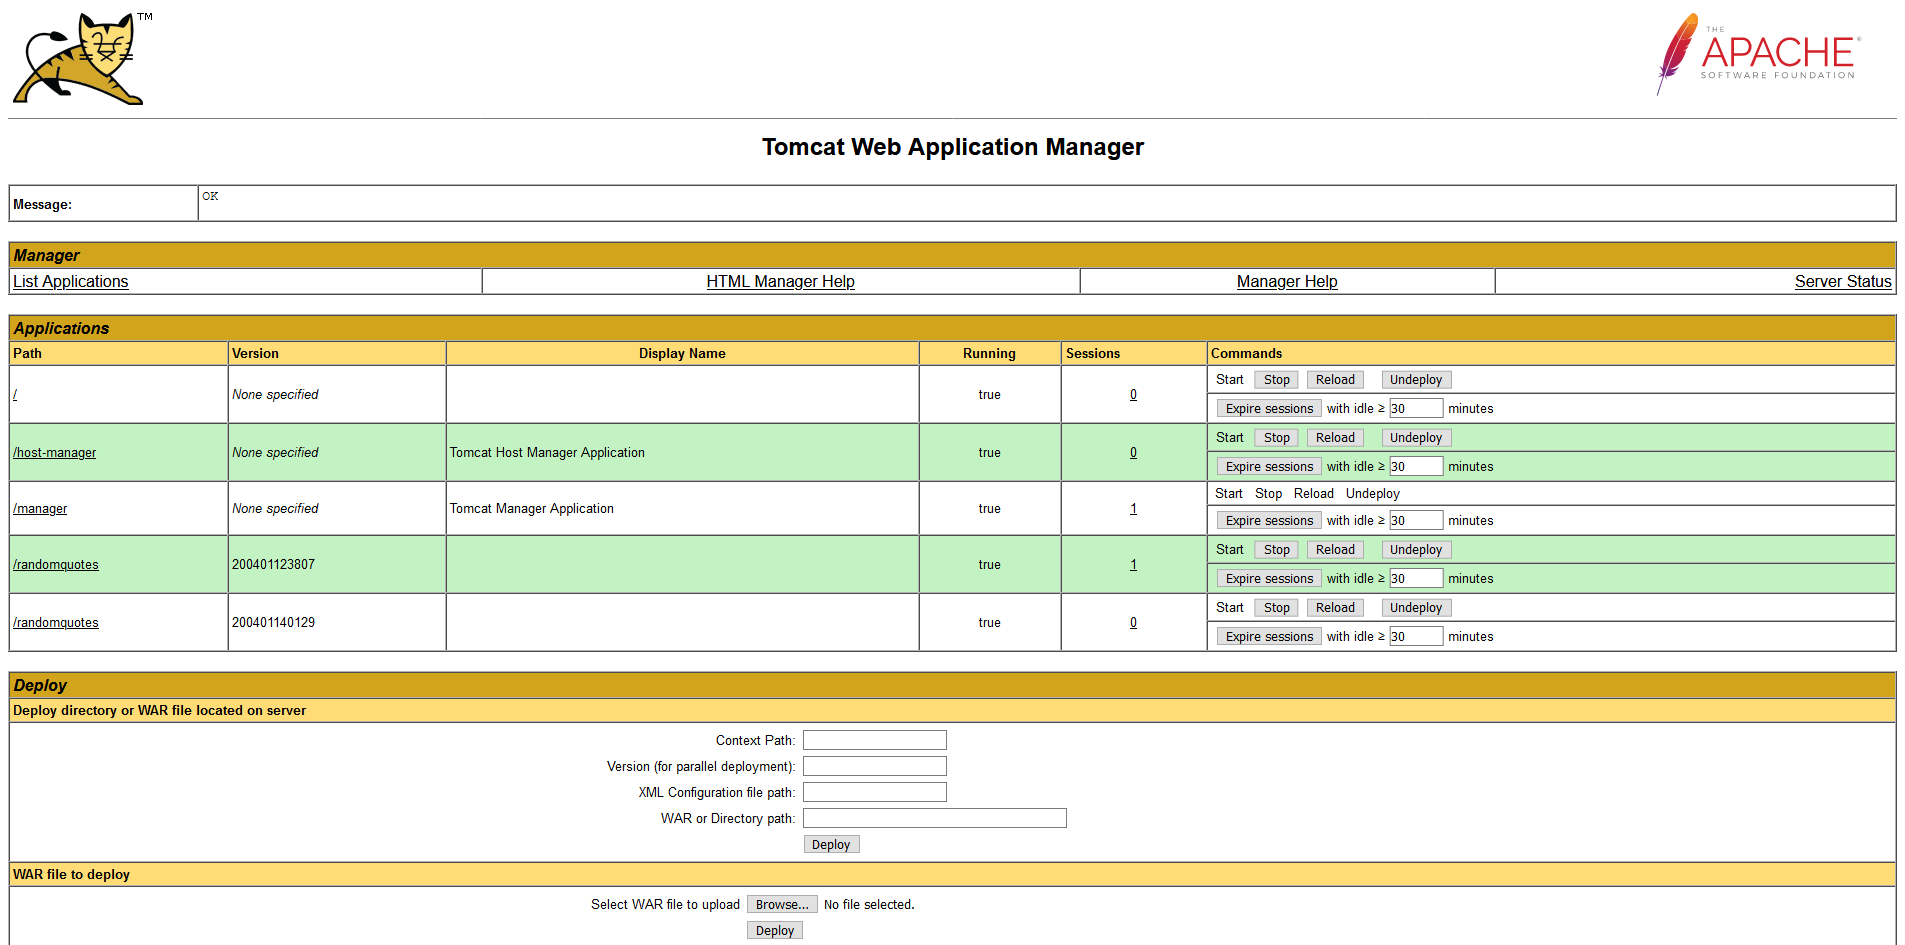 TM
THE
APACHE®
SOFTWARE FOUNDATION
Tomcat Web Application Manager
Message: OK
Manager
List Applications HTML Manager Help Manager Help Server Status
Applications
Path Version Display Name Running Sessions Commands
/ None specified true 0 Start Stop Reload Undeploy
Expire sessions with idle ≥ 30 minutes
/host-manager None specified Tomcat Host Manager Application true 0 Start Stop Reload Undeploy
Expire sessions with idle ≥ 30 minutes
/manager None specified Tomcat Manager Application true 1 Start Stop Reload Undeploy
Expire sessions with idle ≥ 30 minutes
/randomquotes 200401123807 true 1 Start Stop Reload Undeploy
Expire sessions with idle ≥ 30 minutes
/randomquotes 200401140129 true 0 Start Stop Reload Undeploy
Expire sessions with idle ≥ 30 minutes
Deploy
Deploy directory or WAR file located on server
Context Path:
Version (for parallel deployment):
XML Configuration file path:
WAR or Directory path:
Deploy
WAR file to deploy
Select WAR file to upload Browse... No file selected.
Deploy